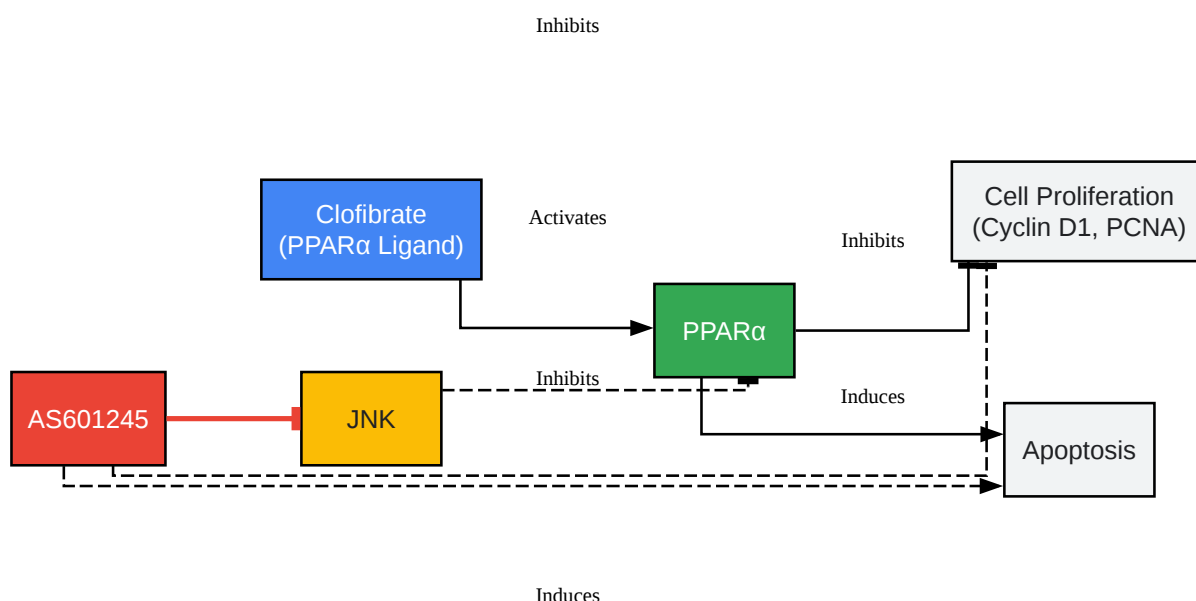 Inhibits
Clofibrate
(PPARα Ligand)
Activates
Inhibits
Cell Proliferation
(Cyclin D1, PCNA)
PPARα
AS601245
JNK
Inhibits
Induces
Apoptosis
Induces